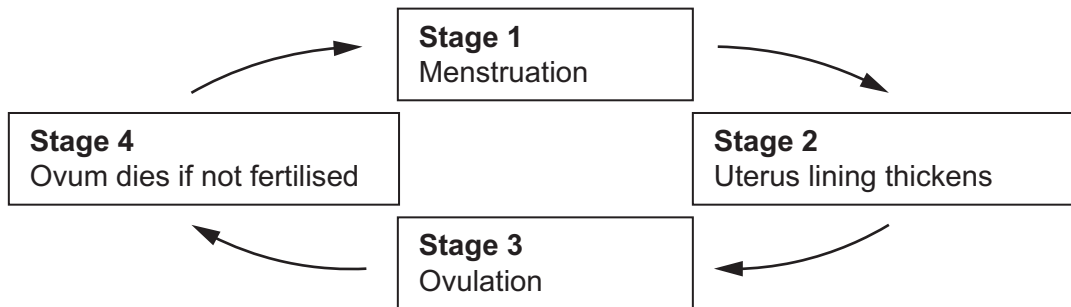 Stage 1
Menstruation
Stage 2
Uterus lining thickens
Stage 3
Ovulation
Stage 4
Ovum dies if not fertilised